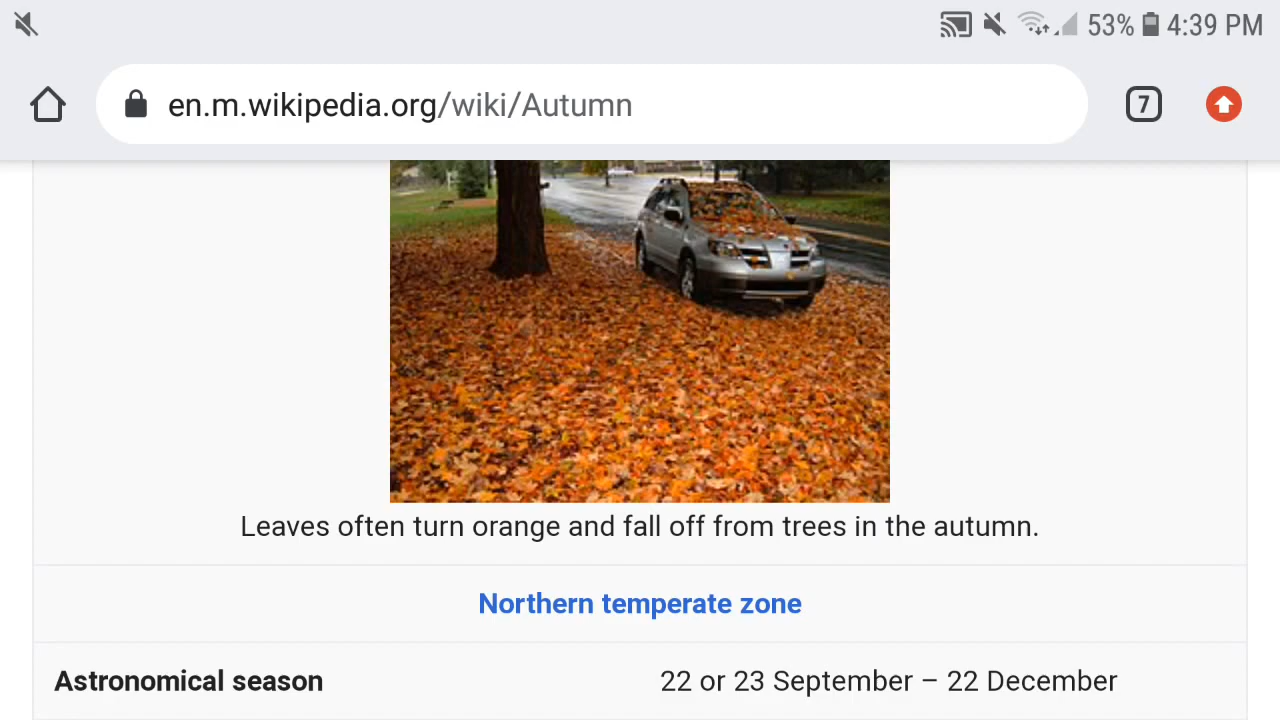 53% 4:39 PM
en.m.wikipedia.org/wiki/Autumn 7
Leaves often turn orange and fall off from trees in the autumn.
Northern temperate zone
Astronomical season 22 or 23 September – 22 December